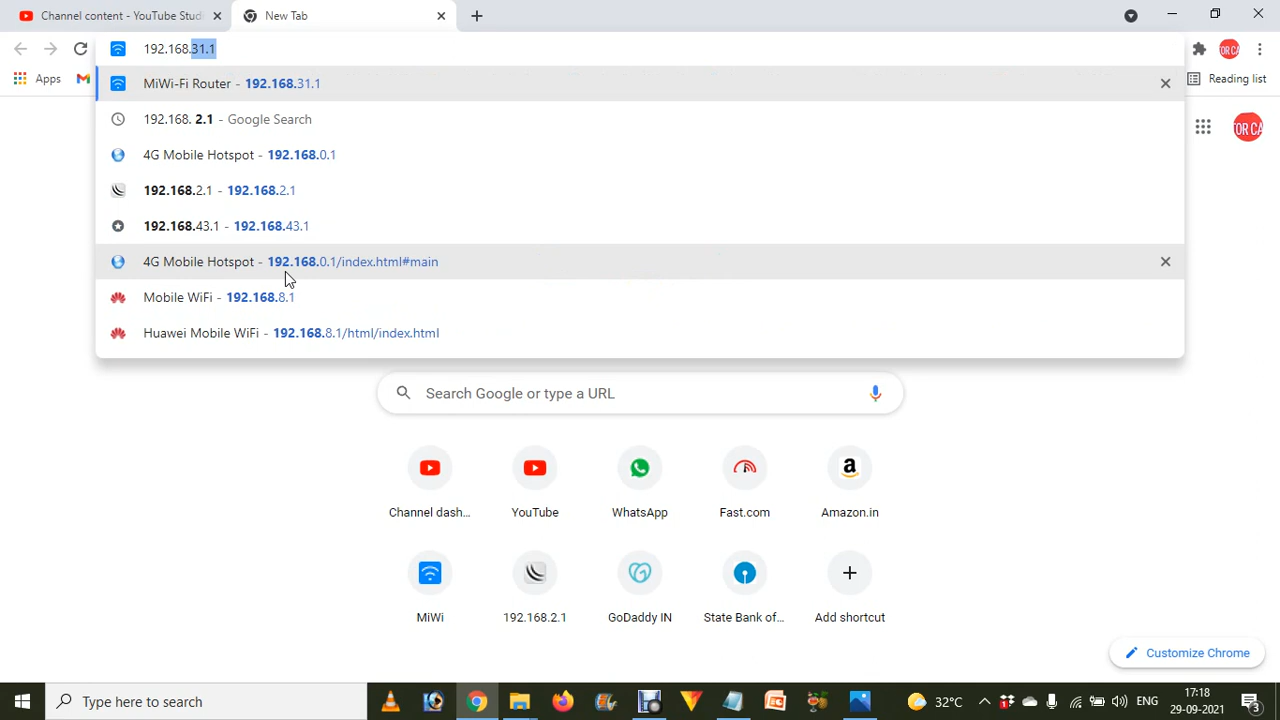 Channel content - YouTube Stud
New Tab
192.168.31.1
Apps
Reading list
MiWi-Fi Router - 192.168.31.1
192.168. 2.1 - Google Search
4G Mobile Hotspot - 192.168.0.1
192.168.2.1 - 192.168.2.1
192.168.43.1 - 192.168.43.1
4G Mobile Hotspot - 192.168.0.1/index.html#main
Mobile WiFi - 192.168.8.1
Huawei Mobile WiFi - 192.168.8.1/html/index.html
Search Google or type a URL
Channel dash... YouTube WhatsApp Fast.com Amazon.in
MiWi 192.168.2.1 GoDaddy IN State Bank of... Add shortcut
Customize Chrome
Type here to search
32°C
ENG
17:18
29-09-2021
3